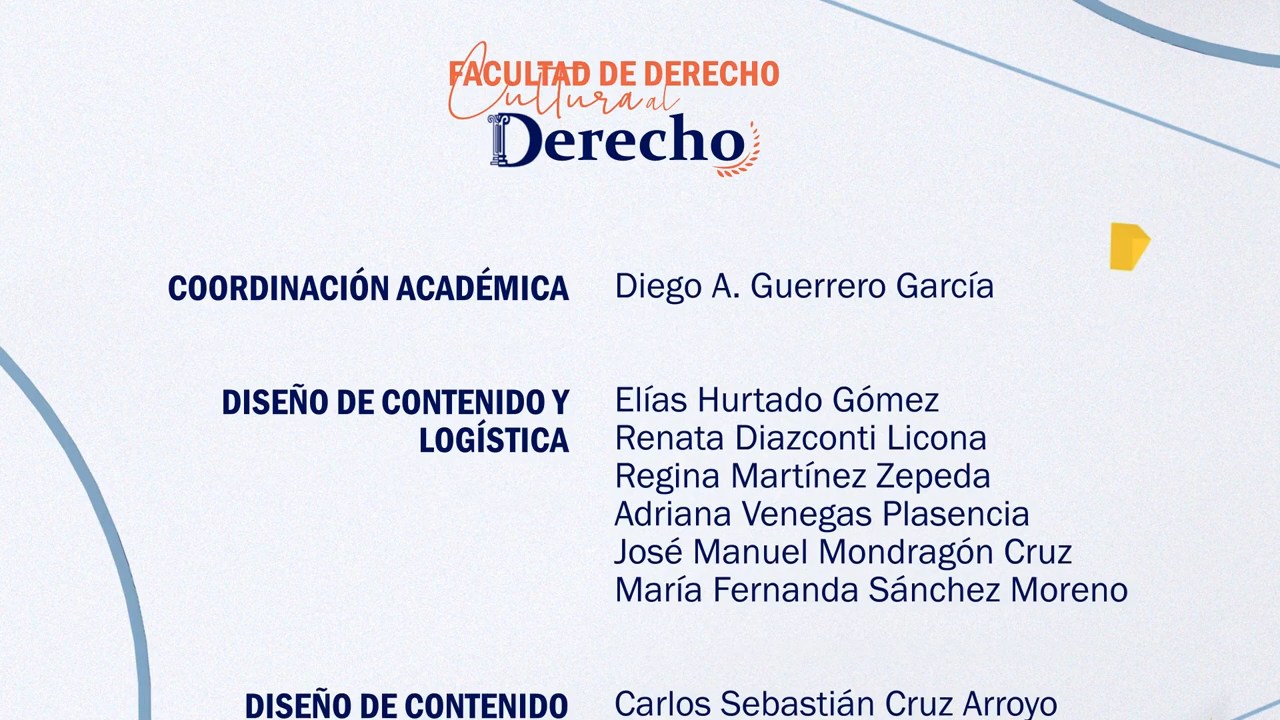 FACULTAD DE DERECHO
Cultura al
Derecho
COORDINACIÓN ACADÉMICA Diego A. Guerrero García
DISEÑO DE CONTENIDO Y Elías Hurtado Gómez
LOGÍSTICA Renata Diazconti Licona
Regina Martínez Zepeda
Adriana Venegas Plasencia
José Manuel Mondragón Cruz
María Fernanda Sánchez Moreno
DISEÑO DE CONTENIDO Carlos Sebastián Cruz Arroyo